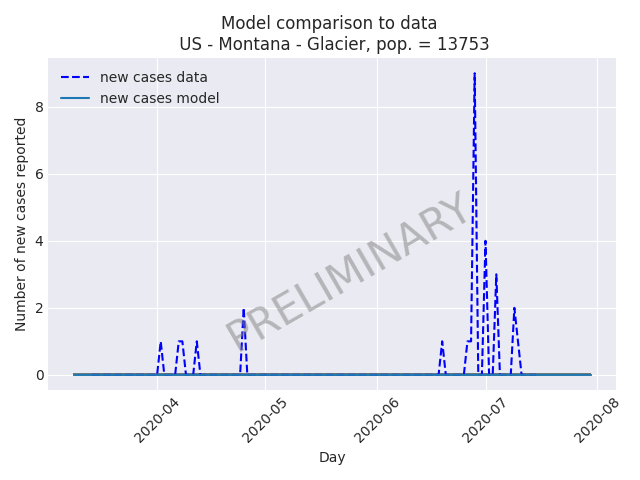 Model comparison to data
US - Montana - Glacier, pop. = 13753
new cases data
new cases model
Number of new cases reported
8
6
4
2
0
PRELIMINARY
2020-04
2020-05
2020-06
2020-07
2020-08
Day